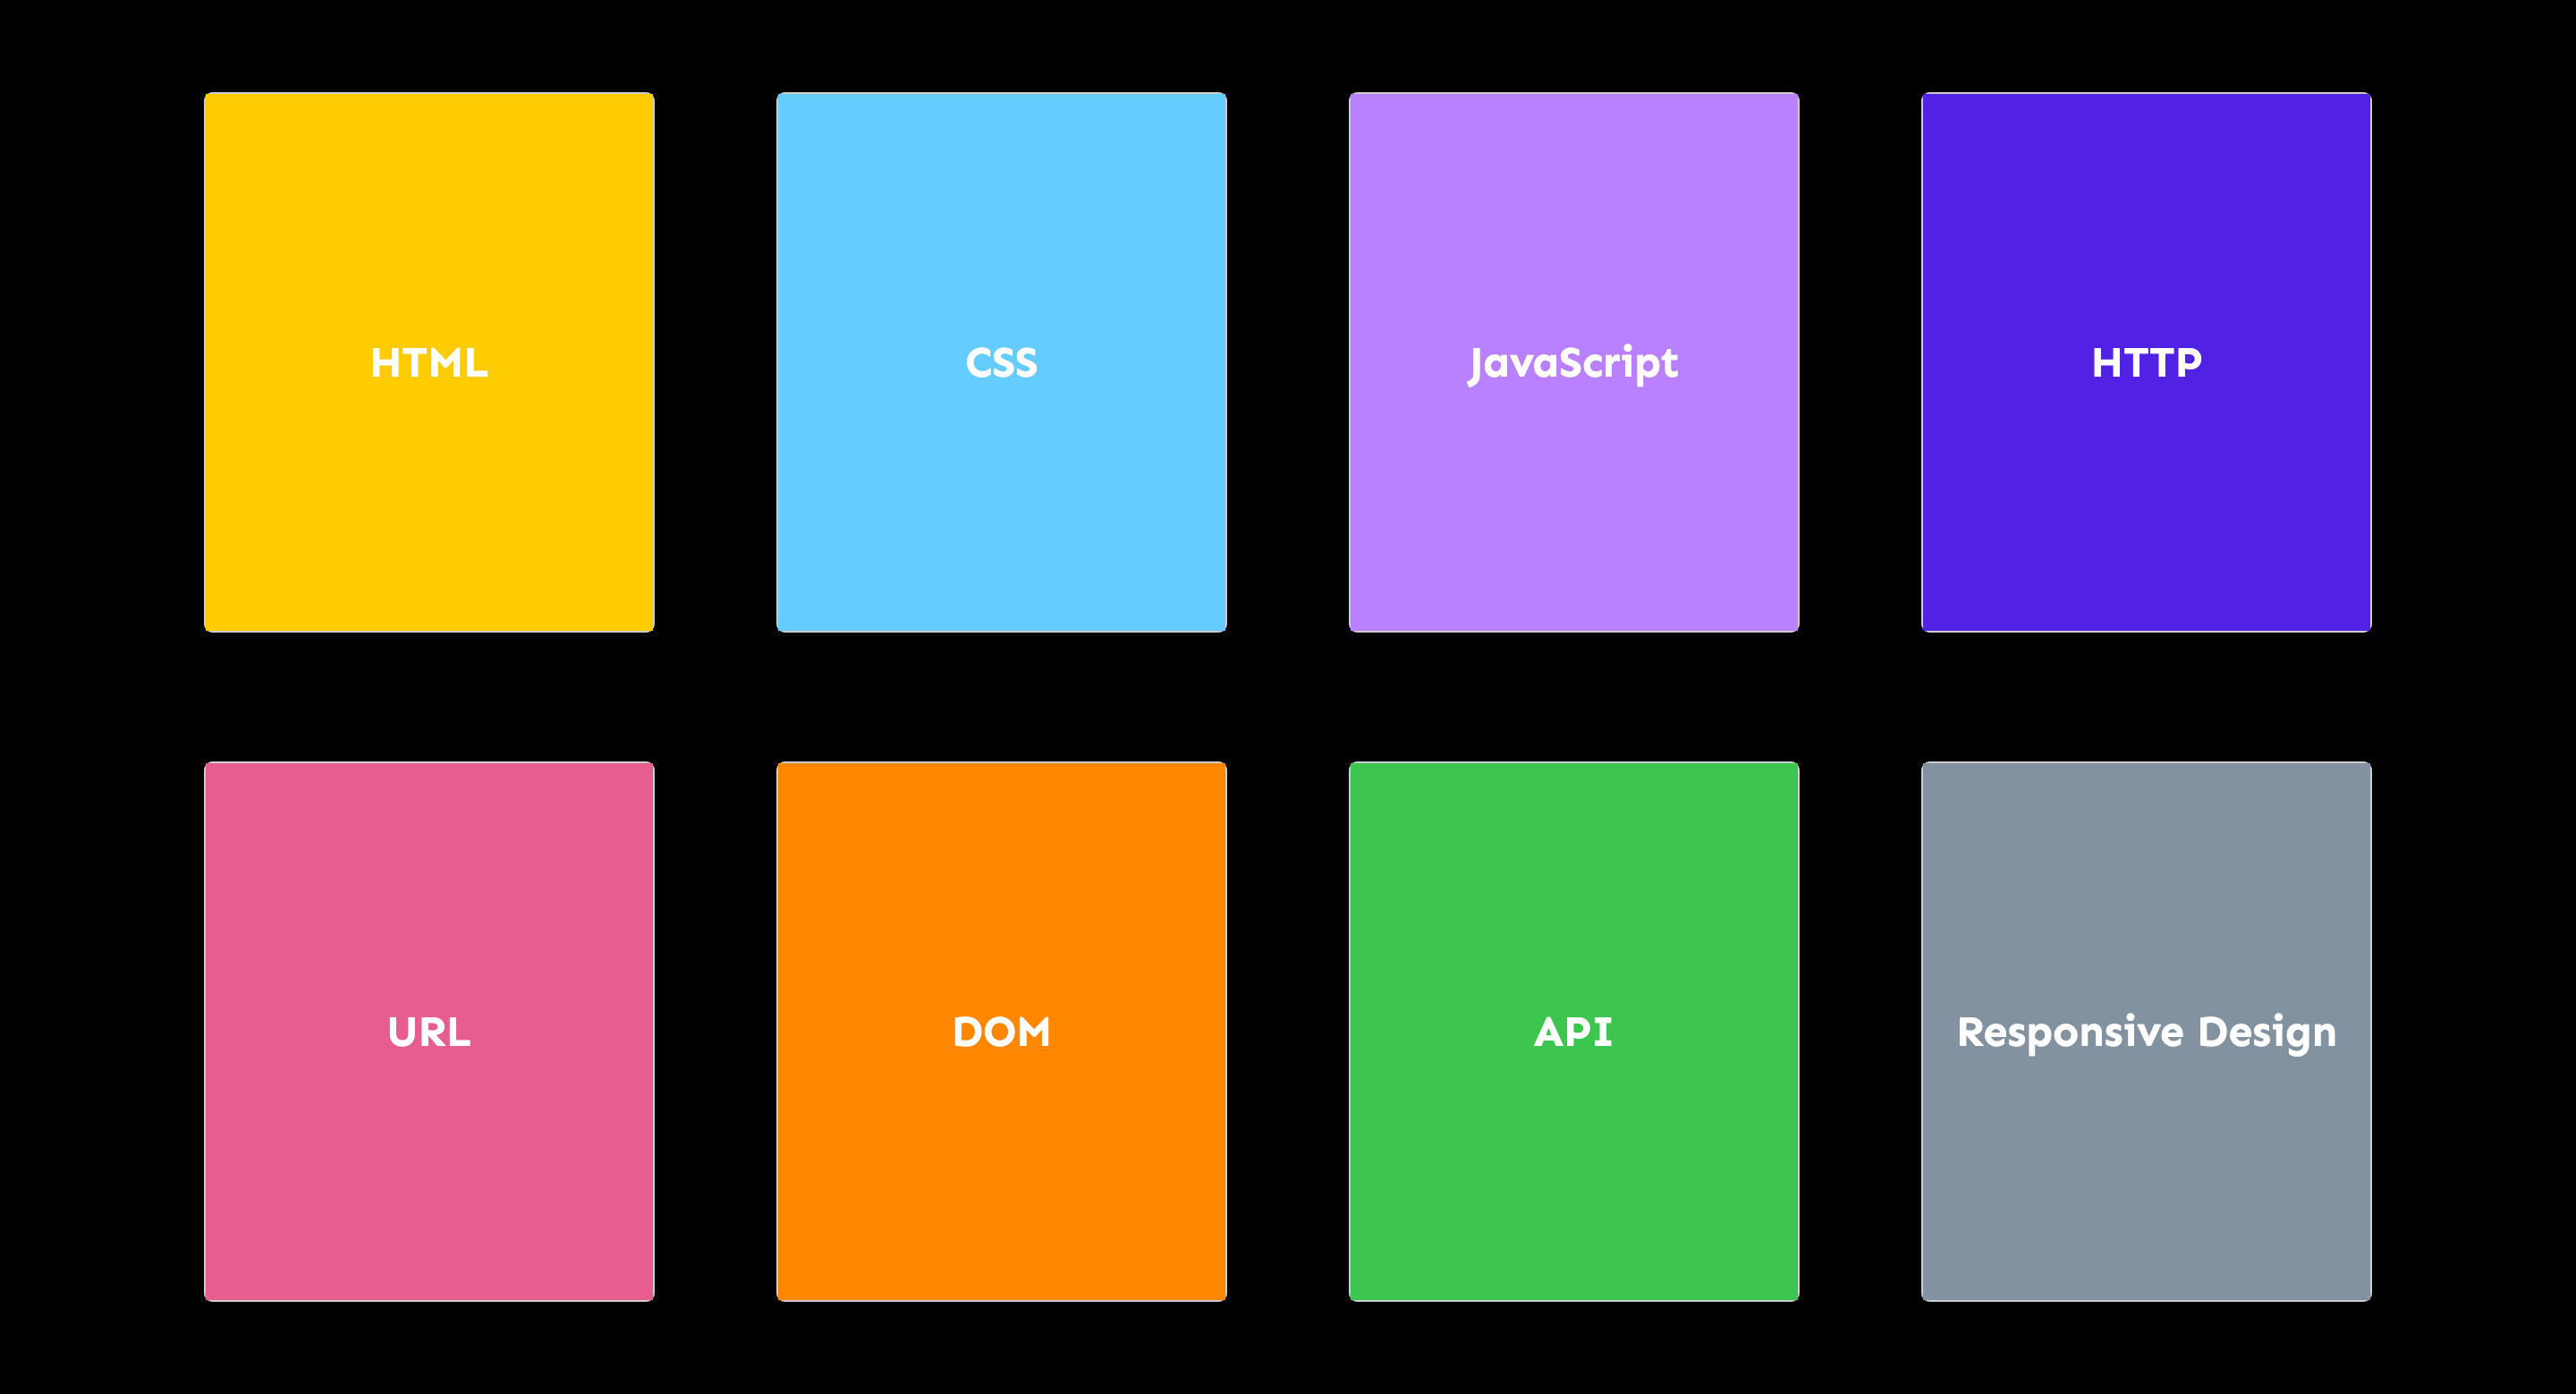 HTML
CSS
JavaScript
HTTP
URL
DOM
API
Responsive Design